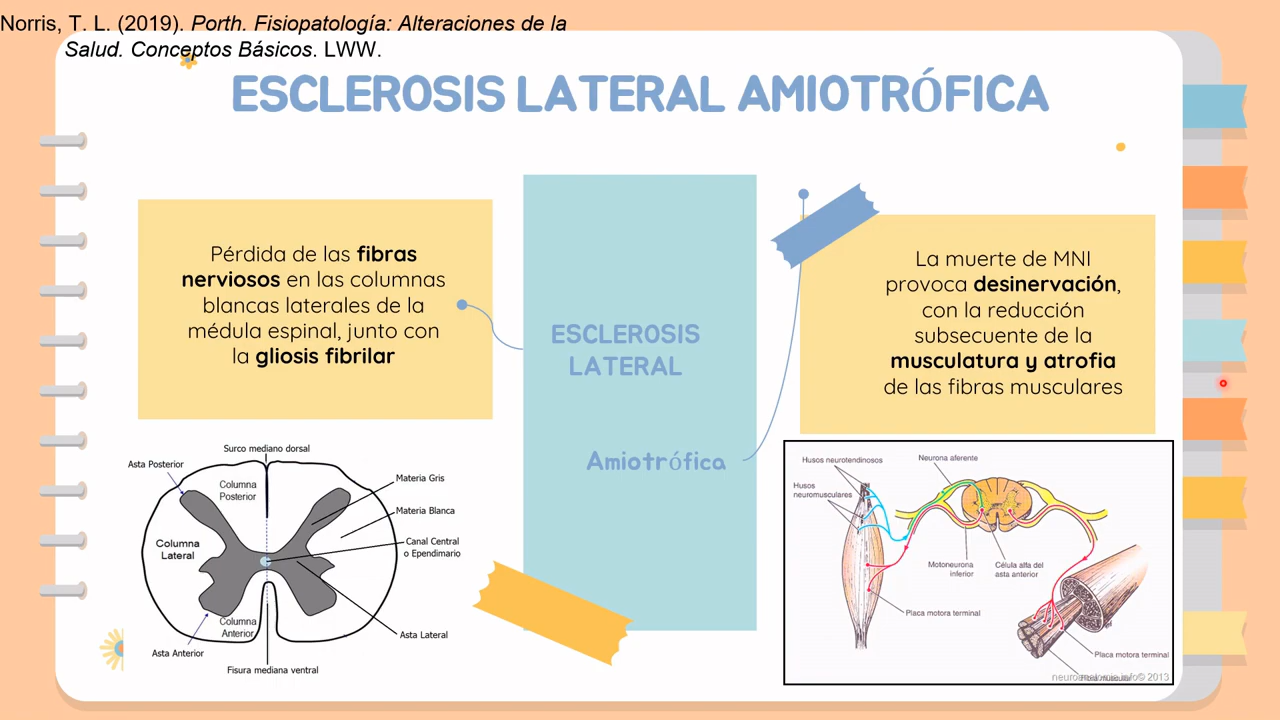 Norris, T. L. (2019). Porth. Fisiopatología: Alteraciones de la
Salud. Conceptos Básicos. LWW.
ESCLEROSIS LATERAL AMIOTRÓFICA
Pérdida de las fibras
nerviosos en las columnas
blancas laterales de la
médula espinal, junto con
la gliosis fibrilar
ESCLEROSIS
LATERAL
Amiotrófica
La muerte de MNI
provoca desinervación,
con la reducción
subsecuente de la
musculatura y atrofia
de las fibras musculares
Surco mediano dorsal
Asta Posterior
Columna
Posterior
Materia Gris
Materia Blanca
Columna
Lateral
Canal Central
o Ependimario
Columna
Anterior
Asta Lateral
Asta Anterior
Fisura mediana ventral
Husos neurotendinosos
Neurona aferente
Husos
neuromusculares
Motoneurona
inferior
Célula alfa del
asta anterior
Placa motora terminal
Placa motora terminal
Fibra muscular
neuroanatomia.info© 2013